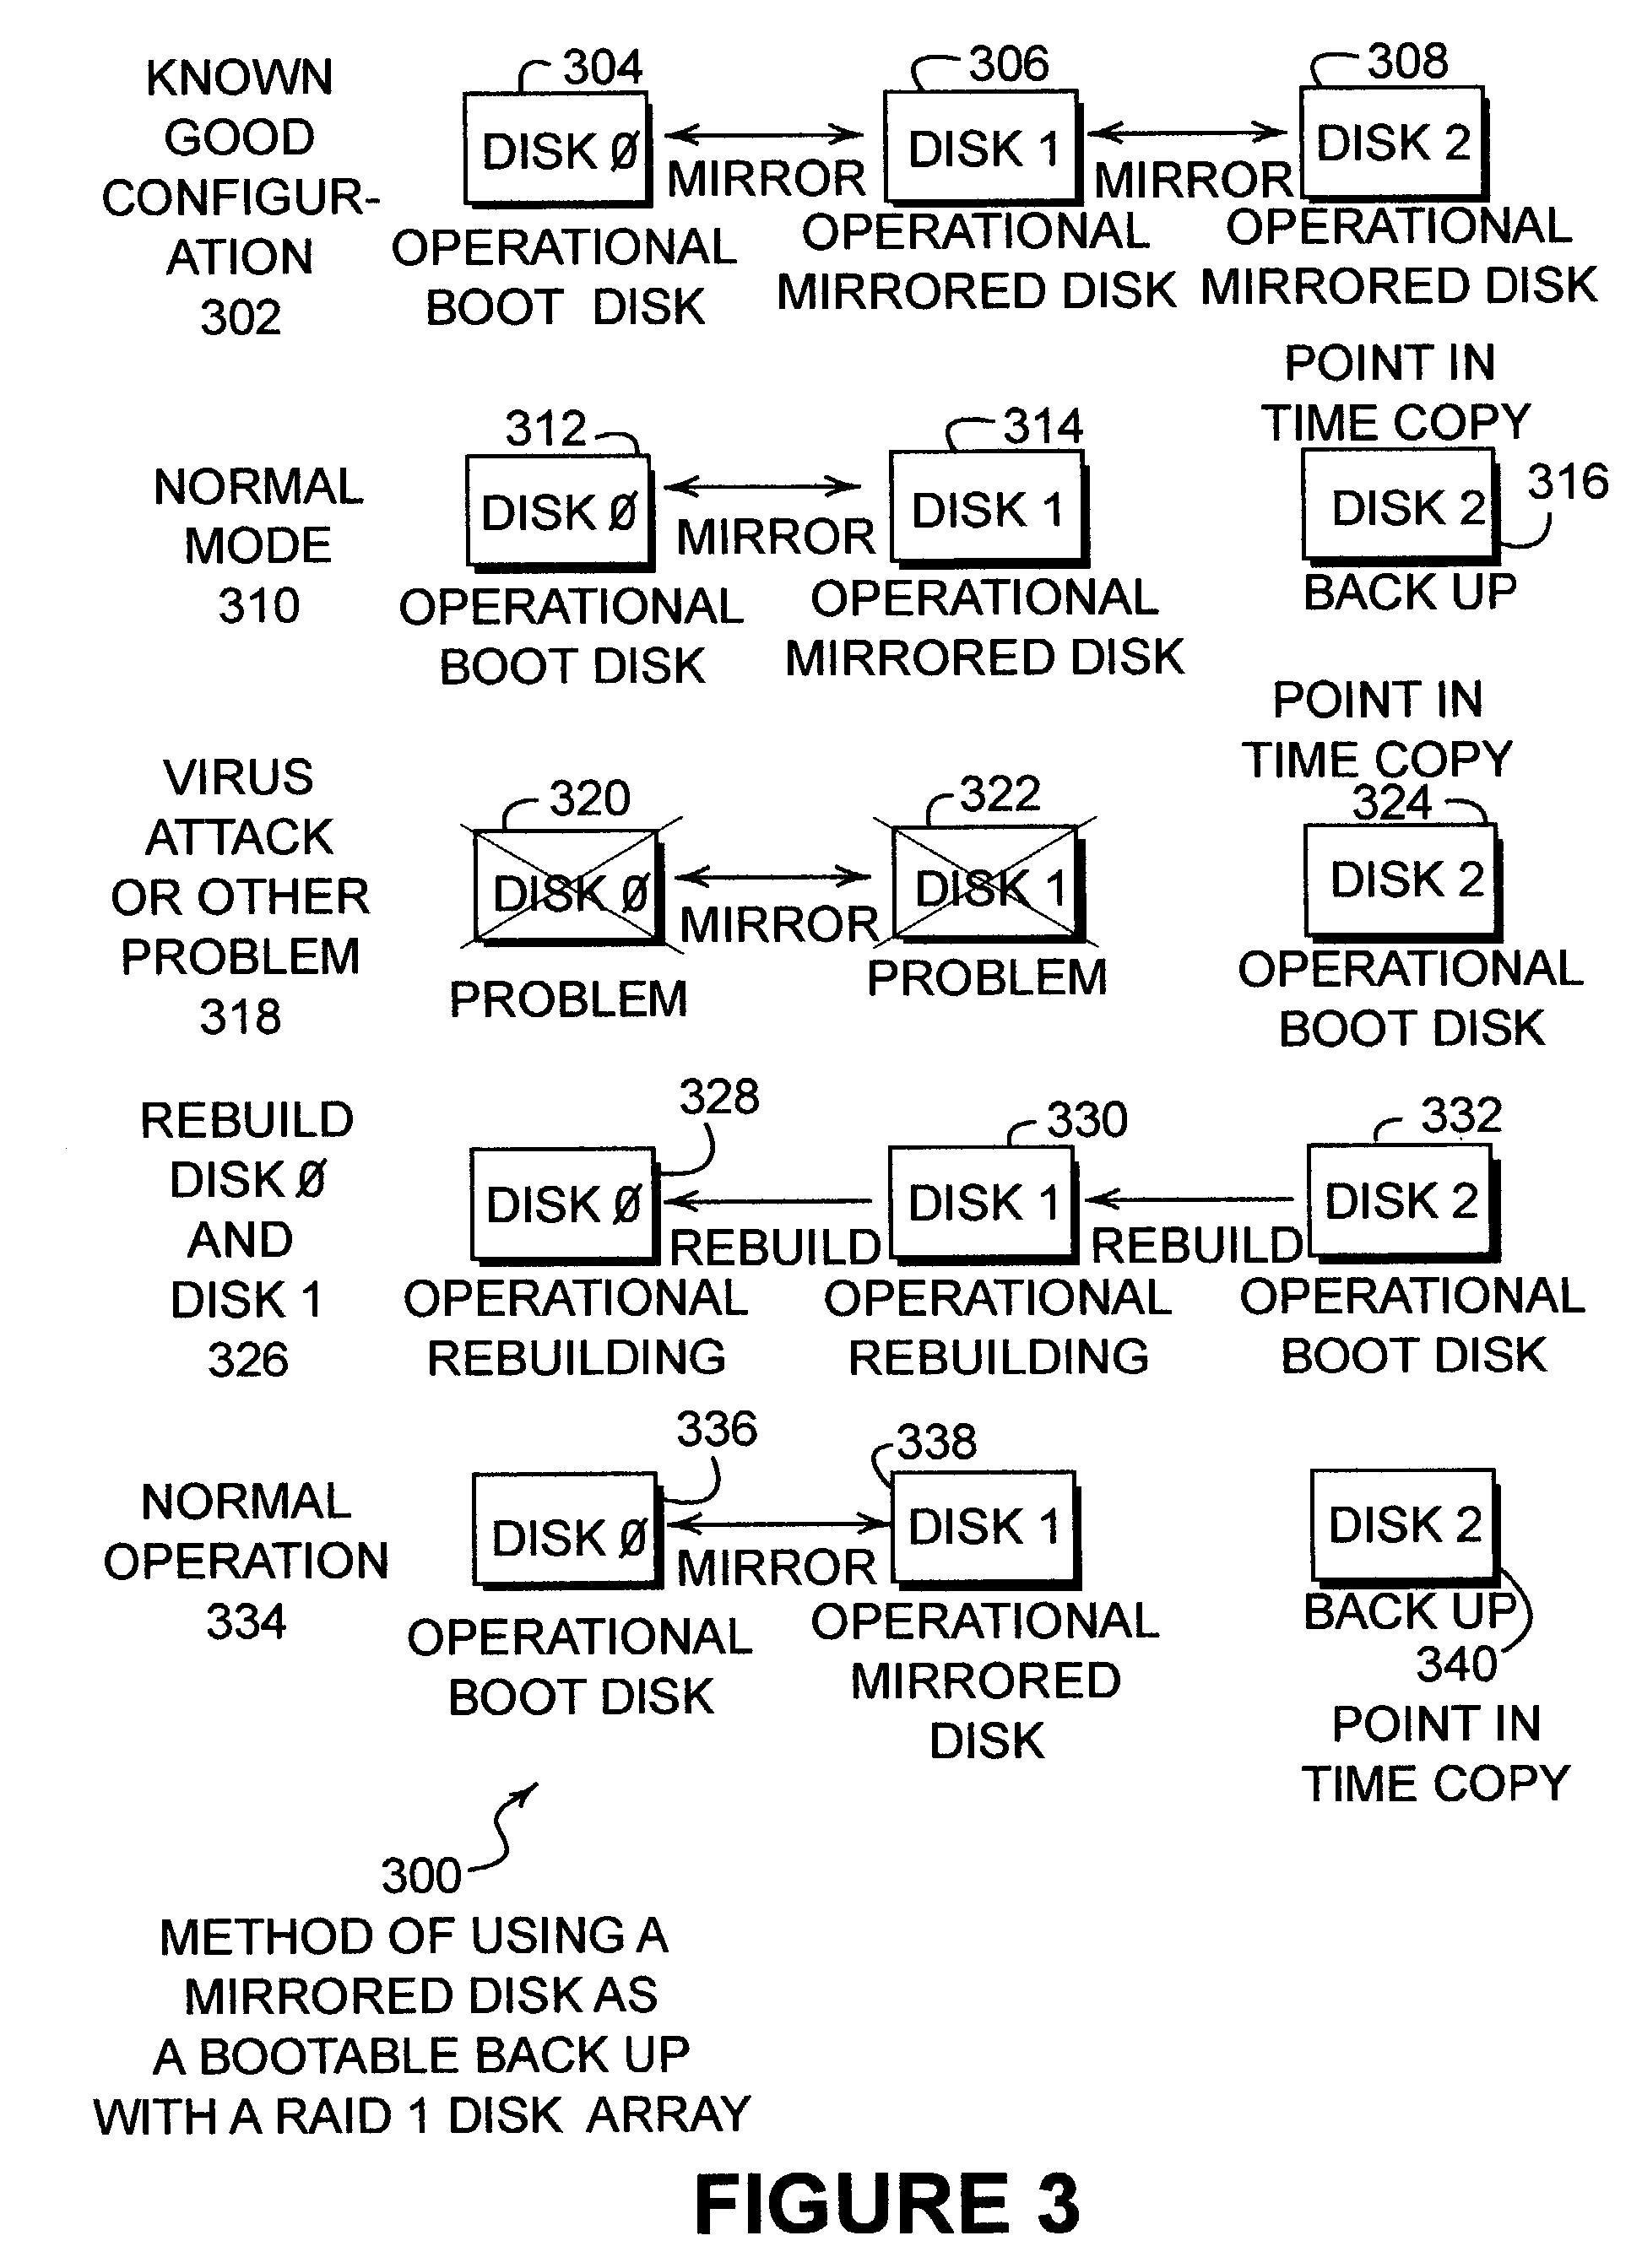 KNOWN
GOOD
CONFIGUR-
ATION
302
304
306
308
DISK Ø
MIRROR
DISK 1
MIRROR
DISK 2
OPERATIONAL
BOOT DISK
OPERATIONAL
MIRRORED DISK
OPERATIONAL
MIRRORED DISK
NORMAL
MODE
310
312
314
POINT IN
TIME COPY
316
DISK Ø
MIRROR
DISK 1
DISK 2
OPERATIONAL
BOOT DISK
OPERATIONAL
MIRRORED DISK
BACK UP
VIRUS
ATTACK
OR OTHER
PROBLEM
318
320
322
POINT IN
TIME COPY
324
DISK Ø
MIRROR
DISK 1
DISK 2
PROBLEM
PROBLEM
OPERATIONAL
BOOT DISK
REBUILD
DISK Ø
AND
DISK 1
326
328
330
332
DISK Ø
REBUILD
DISK 1
REBUILD
DISK 2
OPERATIONAL
REBUILDING
OPERATIONAL
REBUILDING
OPERATIONAL
BOOT DISK
NORMAL
OPERATION
334
336
338
DISK Ø
MIRROR
DISK 1
DISK 2
OPERATIONAL
BOOT DISK
OPERATIONAL
MIRRORED
DISK
BACK UP
340
POINT IN
TIME COPY
300
METHOD OF USING A
MIRRORED DISK AS
A BOOTABLE BACK UP
WITH A RAID 1 DISK ARRAY
FIGURE 3